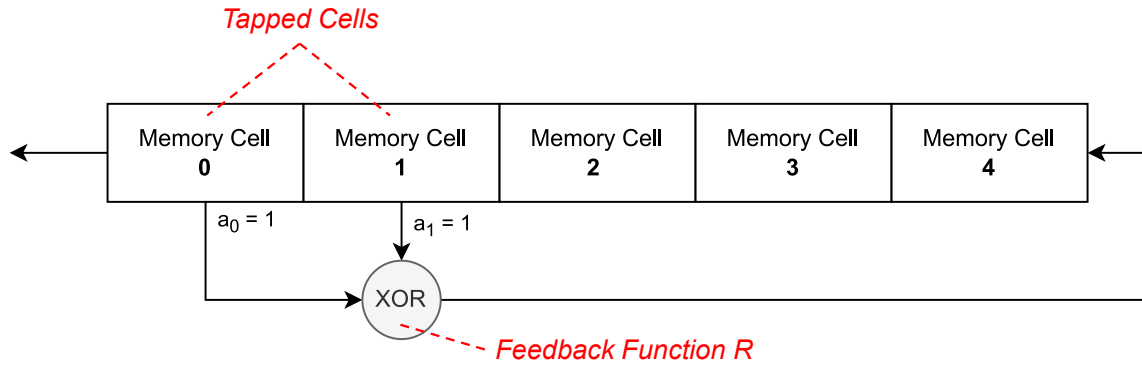 Tapped Cells
Memory Cell
0
Memory Cell
1
Memory Cell
2
Memory Cell
3
Memory Cell
4
a₀ = 1
a₁ = 1
XOR
Feedback Function R